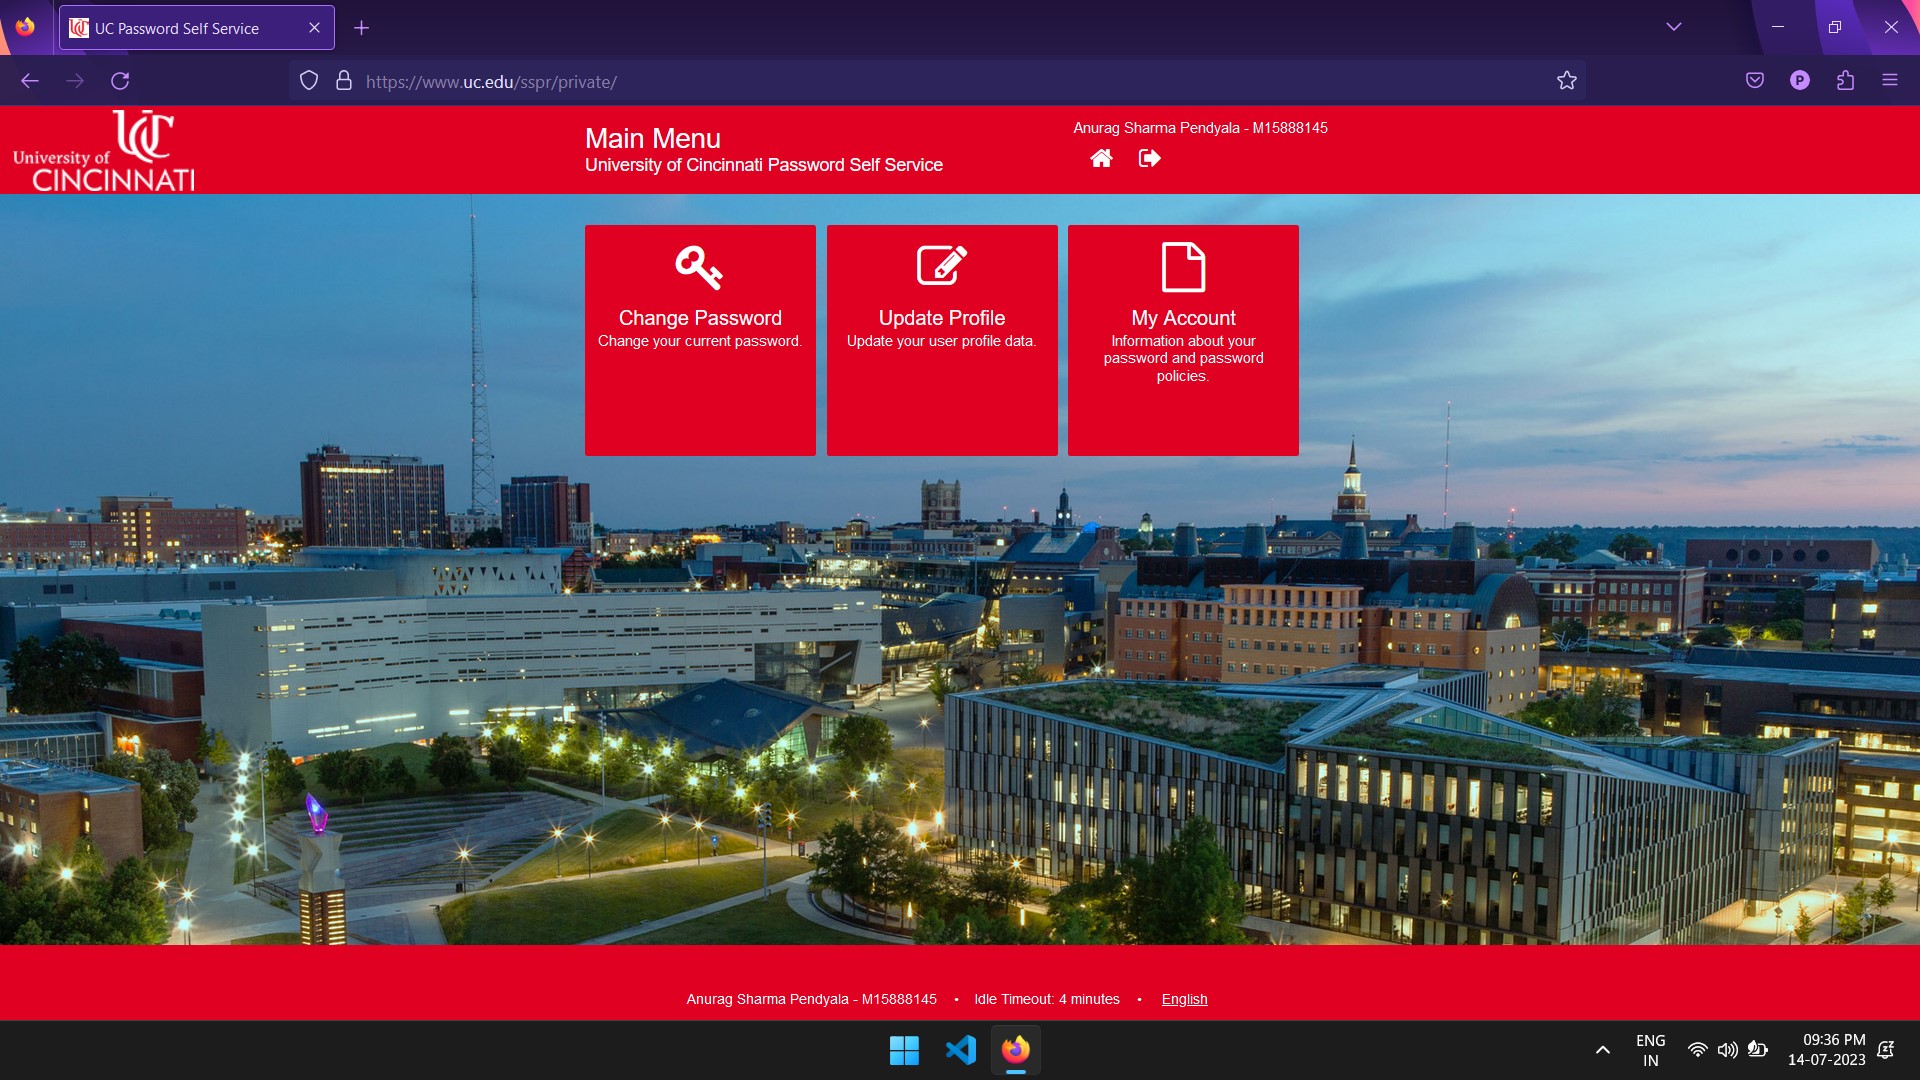 UC Password Self Service
https://www.uc.edu/sspr/private/
UC
University of
CINCINNATI
Main Menu
University of Cincinnati Password Self Service
Anurag Sharma Pendyala - M15888145
Change Password
Change your current password.
Update Profile
Update your user profile data.
My Account
Information about your
password and password
policies.
Anurag Sharma Pendyala - M15888145 • Idle Timeout: 4 minutes • English
ENG
IN
09:36 PM
14-07-2023